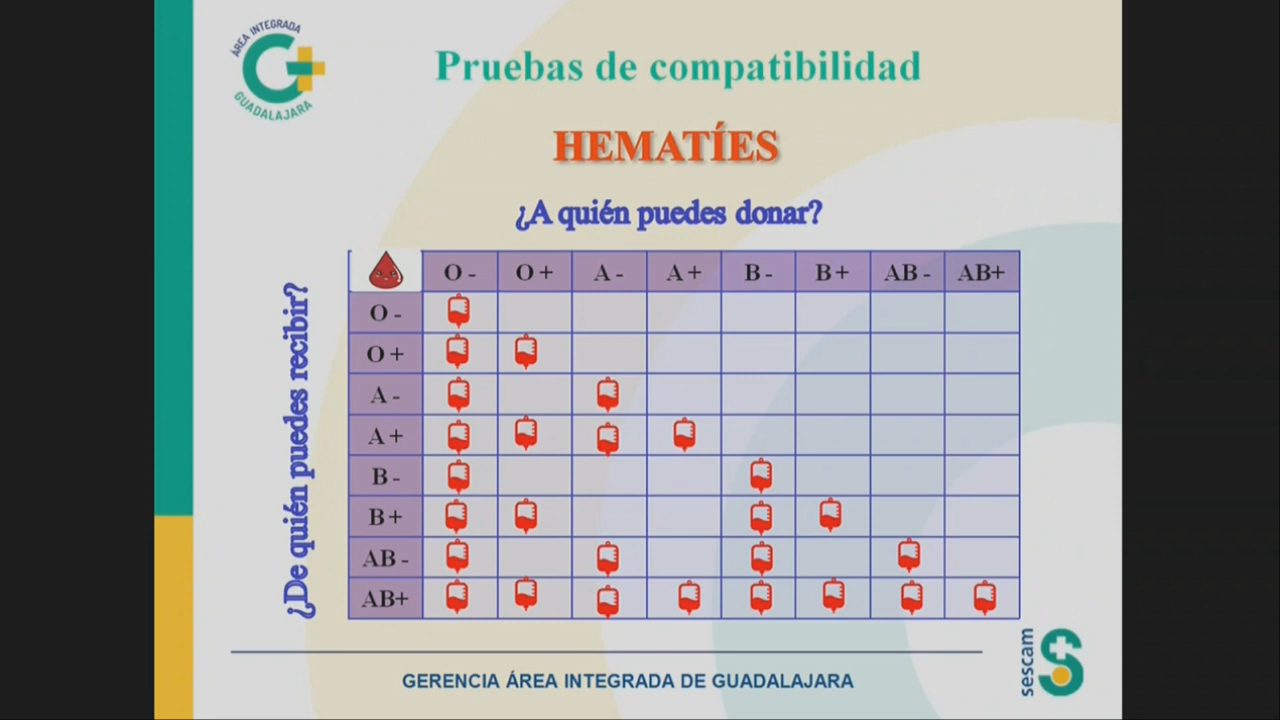 ÁREA INTEGRADA
GUADALAJARA
Pruebas de compatibilidad
HEMATÍES
¿A quién puedes donar?
¿De quién puedes recibir?
O - O + A - A + B - B + AB - AB+
O -
O +
A -
A +
B -
B +
AB -
AB+
GERENCIA ÁREA INTEGRADA DE GUADALAJARA
sescam